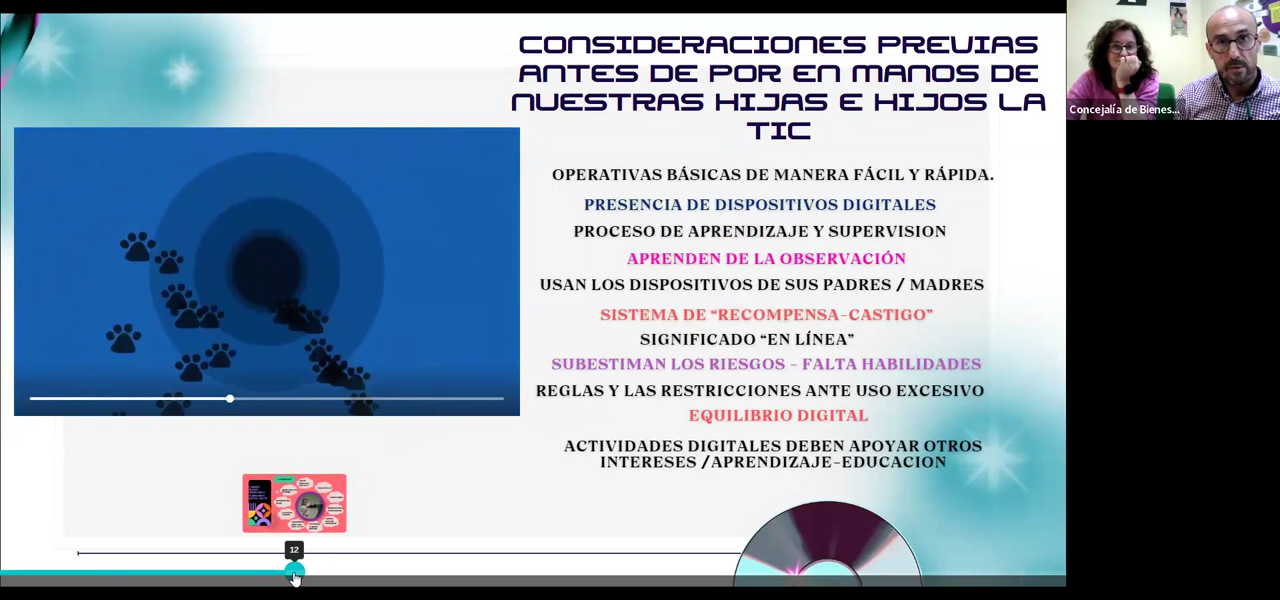 CONSIDERACIONES PREVIAS
ANTES DE POR EN MANOS DE
NUESTRAS HIJAS E HIJOS LA
TIC
OPERATIVAS BÁSICAS DE MANERA FÁCIL Y RÁPIDA.
PRESENCIA DE DISPOSITIVOS DIGITALES
PROCESO DE APRENDIZAJE Y SUPERVISION
APRENDEN DE LA OBSERVACIÓN
USAN LOS DISPOSITIVOS DE SUS PADRES / MADRES
SISTEMA DE "RECOMPENSA-CASTIGO"
SIGNIFICADO "EN LÍNEA"
SUBESTIMAN LOS RIESGOS - FALTA HABILIDADES
REGLAS Y LAS RESTRICCIONES ANTE USO EXCESIVO
EQUILIBRIO DIGITAL
ACTIVIDADES DIGITALES DEBEN APOYAR OTROS
INTERESES /APRENDIZAJE-EDUCACION
12
Concejalía de Bienes...